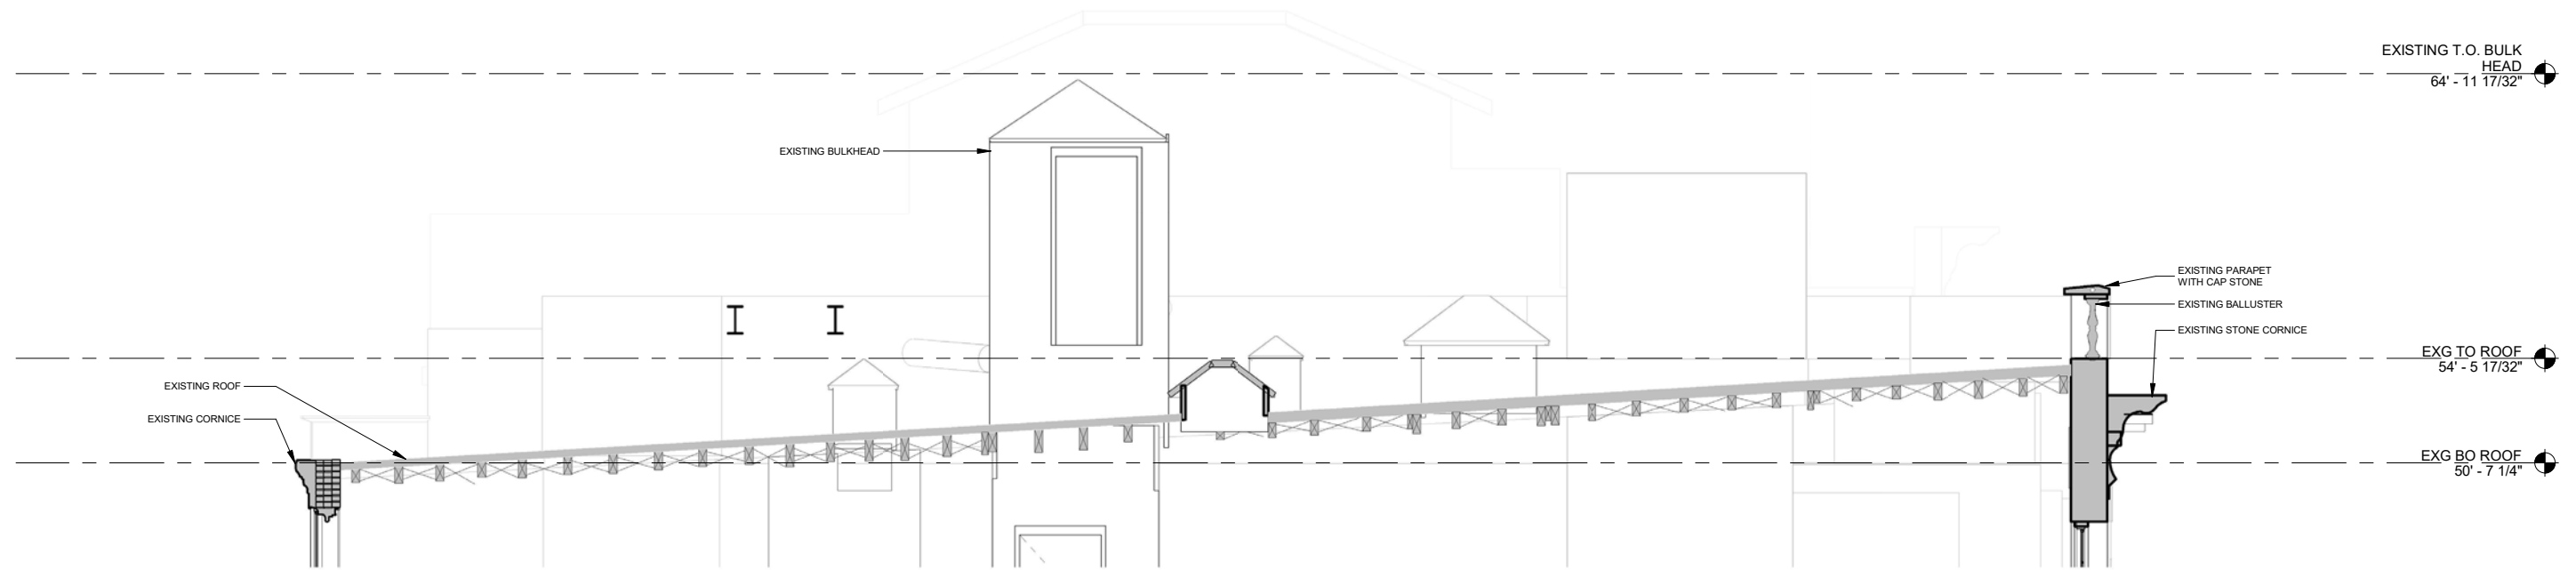 EXISTING T.O. BULK
HEAD
64' - 11 17/32"
EXISTING BULKHEAD
EXISTING PARAPET
WITH CAP STONE
EXISTING BALLUSTER
EXISTING STONE CORNICE
EXG TO ROOF
54' - 5 17/32"
EXISTING ROOF
EXISTING CORNICE
EXG BO ROOF
50' - 7 1/4"